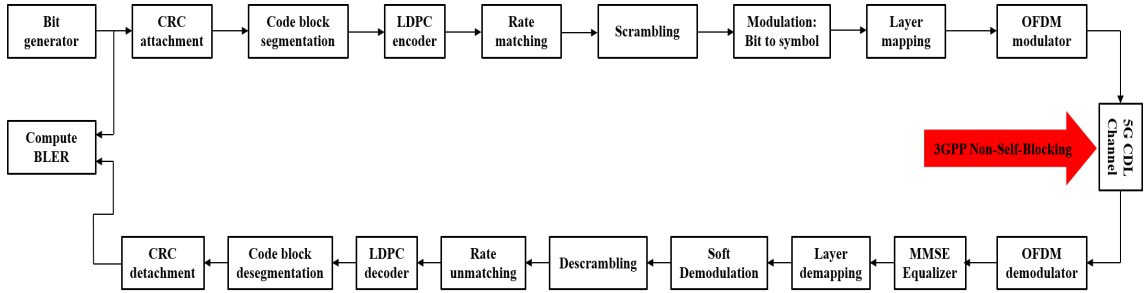 Bit
generator
CRC
attachment
Code block
segmentation
LDPC
encoder
Rate
matching
Scrambling
Modulation:
Bit to symbol
Layer
mapping
OFDM
modulator
5G CDL
Channel
3GPP Non-Self-Blocking
Compute
BLER
CRC
detachment
Code block
desegmentation
LDPC
decoder
Rate
unmatching
Descrambling
Soft
Demodulation
Layer
demapping
MMSE
Equalizer
OFDM
demodulator